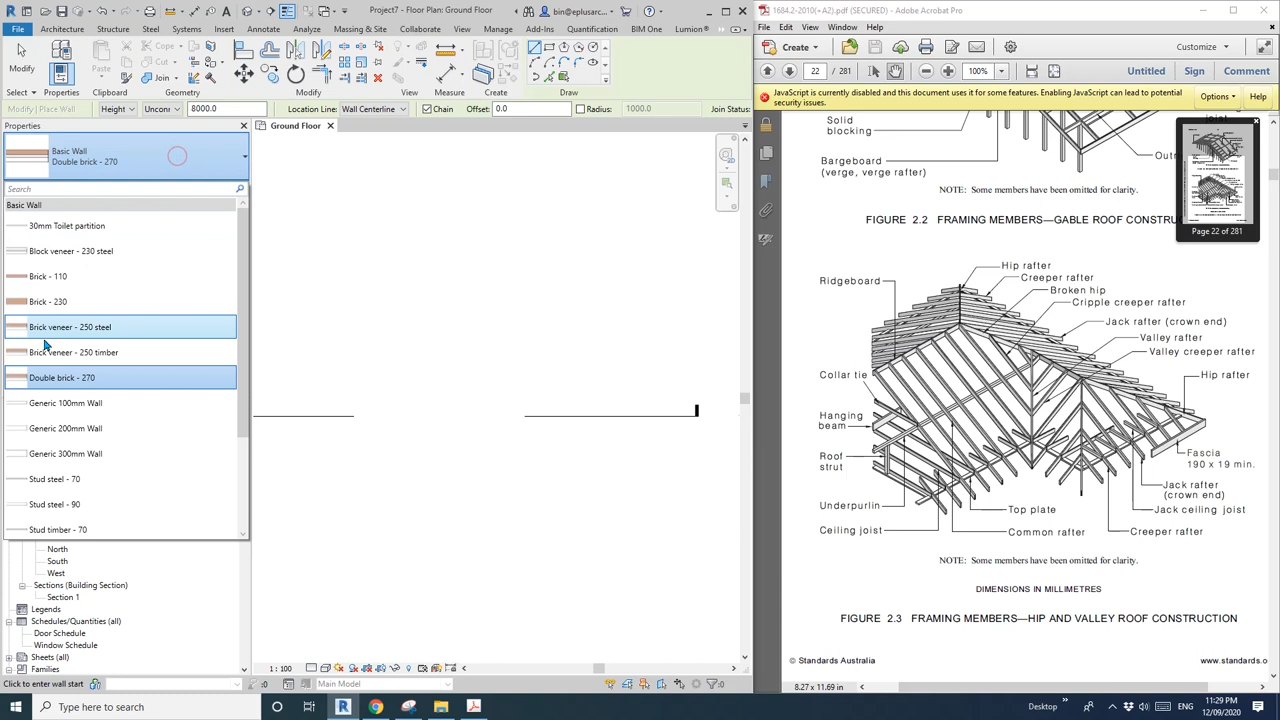 Project7 - Floor Plan: Ground Floor
bin@eplusarc...
File Architecture Insert Annotate Analyze Massing & Site Collaborate View Manage Add-Ins Quantification BIM One Lumion®
Modify
Join
Select Properties Clipboard Geometry Modify View Measure Create Draw
Modify | Place Height Uncon 8000.0 Location Line: Wall Centerline Chain Offset: 0.0 Radius: 1000.0 Join Status:
Properties
Ground Floor
Basic Wall
Double brick - 270
Search
Basic Wall
30mm Toilet partition
Block veneer - 230 steel
Brick - 110
Brick - 230
Brick veneer - 250 steel
Brick veneer - 250 timber
Double brick - 270
Generic 100mm Wall
Generic 200mm Wall
Generic 300mm Wall
Stud steel - 70
Stud steel - 90
Stud timber - 70
North
South
West
Sections (Building Section)
Section 1
Legends
Schedules/Quantities (all)
Door Schedule
Window Schedule
Sheets (all)
Families
1 : 100
Click to enter wall start
:0
Main Model
:0
1684.2-2010(+A2).pdf (SECURED) - Adobe Acrobat Pro
File Edit View Window Help
Create
Customize
22 / 281
100%
Untitled Sign Comment
JavaScript is currently disabled and this document uses it for some features. Enabling JavaScript can lead to potential
security issues.
Options
Help
Solid
blocking
Bargeboard
(verge, verge rafter)
Outr
NOTE: Some members have been omitted for clarity.
FIGURE 2.2 FRAMING MEMBERS—GABLE ROOF CONSTRU
Page 22 of 281
Hip rafter
Ridgeboard
Creeper rafter
Broken hip
Cripple creeper rafter
Jack rafter (crown end)
Valley rafter
Valley creeper rafter
Collar tie
Hip rafter
Hanging
beam
Roof
strut
Fascia
190 x 19 min.
Jack rafter
(crown end)
Underpurlin
Top plate
Jack ceiling joist
Ceiling joist
Common rafter
Creeper rafter
NOTE: Some members have been omitted for clarity.
DIMENSIONS IN MILLIMETRES
FIGURE 2.3 FRAMING MEMBERS—HIP AND VALLEY ROOF CONSTRUCTION
© Standards Australia
www.standards.o
8.27 x 11.69 in
Type here to search
Desktop
ENG
11:29 PM
12/09/2020